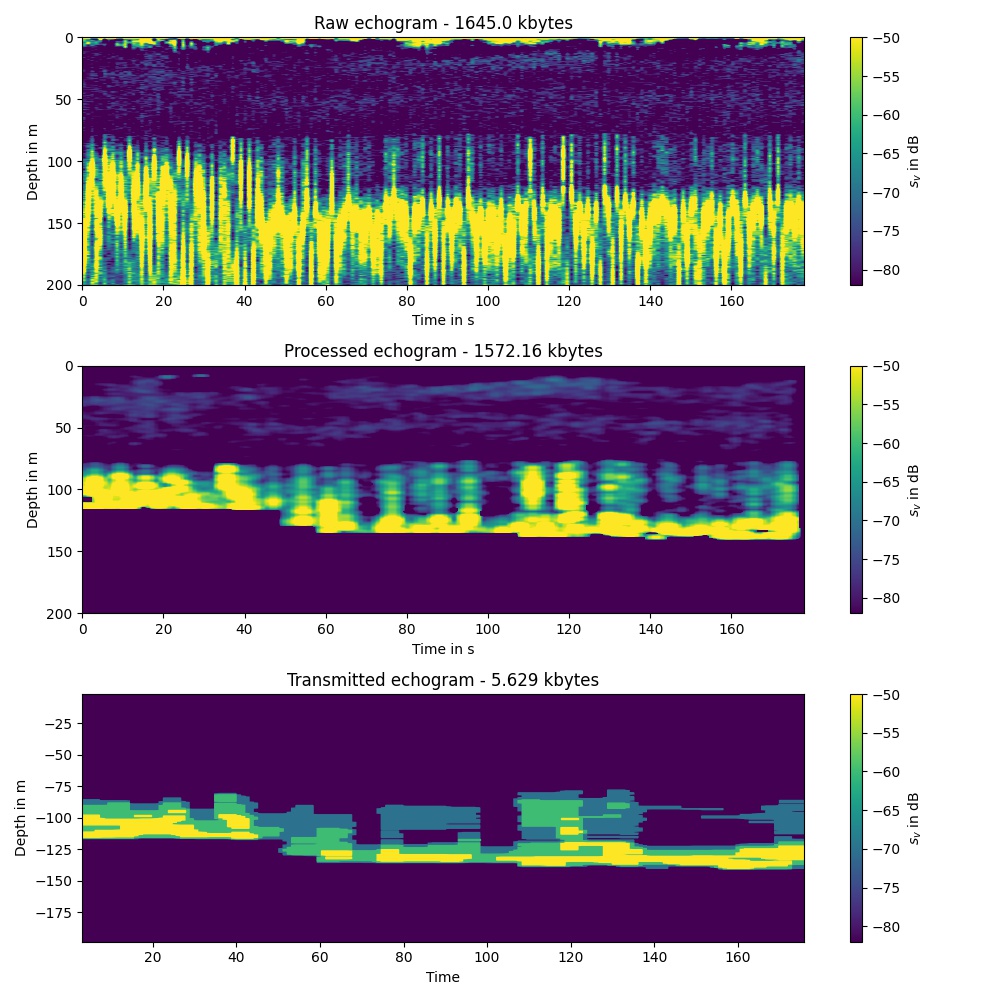 Raw echogram - 1645.0 kbytes
0
50
100
150
200
Depth in m
0 20 40 60 80 100 120 140 160
Time in s
−50
−55
−60
−65
−70
−75
−80
sᵥ in dB
Processed echogram - 1572.16 kbytes
0
50
100
150
200
Depth in m
0 20 40 60 80 100 120 140 160
Time in s
−50
−55
−60
−65
−70
−75
−80
sᵥ in dB
Transmitted echogram - 5.629 kbytes
−25
−50
−75
−100
−125
−150
−175
Depth in m
20 40 60 80 100 120 140 160
Time
−50
−55
−60
−65
−70
−75
−80
sᵥ in dB